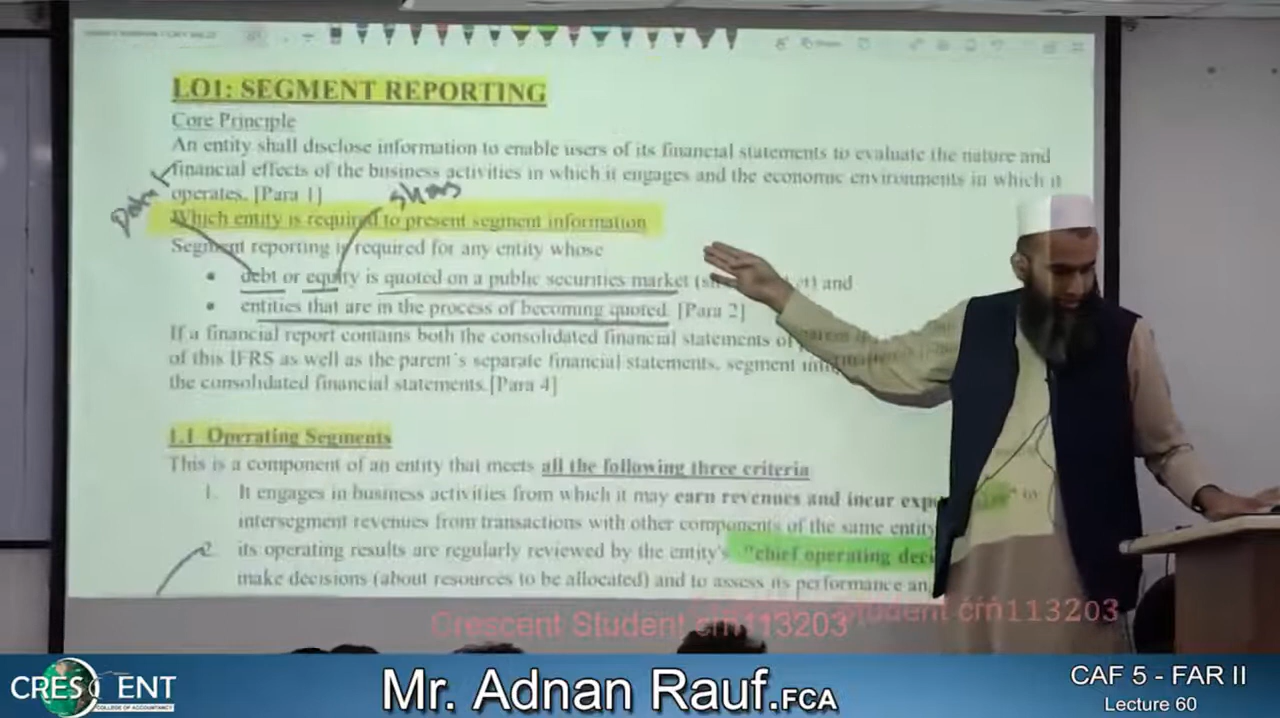 LO1: SEGMENT REPORTING
Core Principle
An entity shall disclose information to enable users of its financial statements to evaluate the nature and
financial effects of the business activities in which it engages and the economic environments in which it
operates. [Para 1]
Which entity is required to present segment information
Segment reporting is required for any entity whose
• debt or equity is quoted on a public securities market and
• entities that are in the process of becoming quoted. [Para 2]
If a financial report contains both the consolidated financial statements
of this IFRS as well as the parent's separate financial statements, segment
the consolidated financial statements.[Para 4]
1.1 Operating Segments
This is a component of an entity that meets all the following three criteria
1. It engages in business activities from which it may earn revenues and incur
intersegment revenues from transactions with other components of the same entity
2. its operating results are regularly reviewed by the entity's "chief operating
make decisions (about resources to be allocated) and to assess its performance
Crescent Student crn113203
student crn113203
CRESCENT
COLLEGE OF ACCOUNTANCY
Mr. Adnan Rauf.FCA
CAF 5 - FAR II
Lecture 60